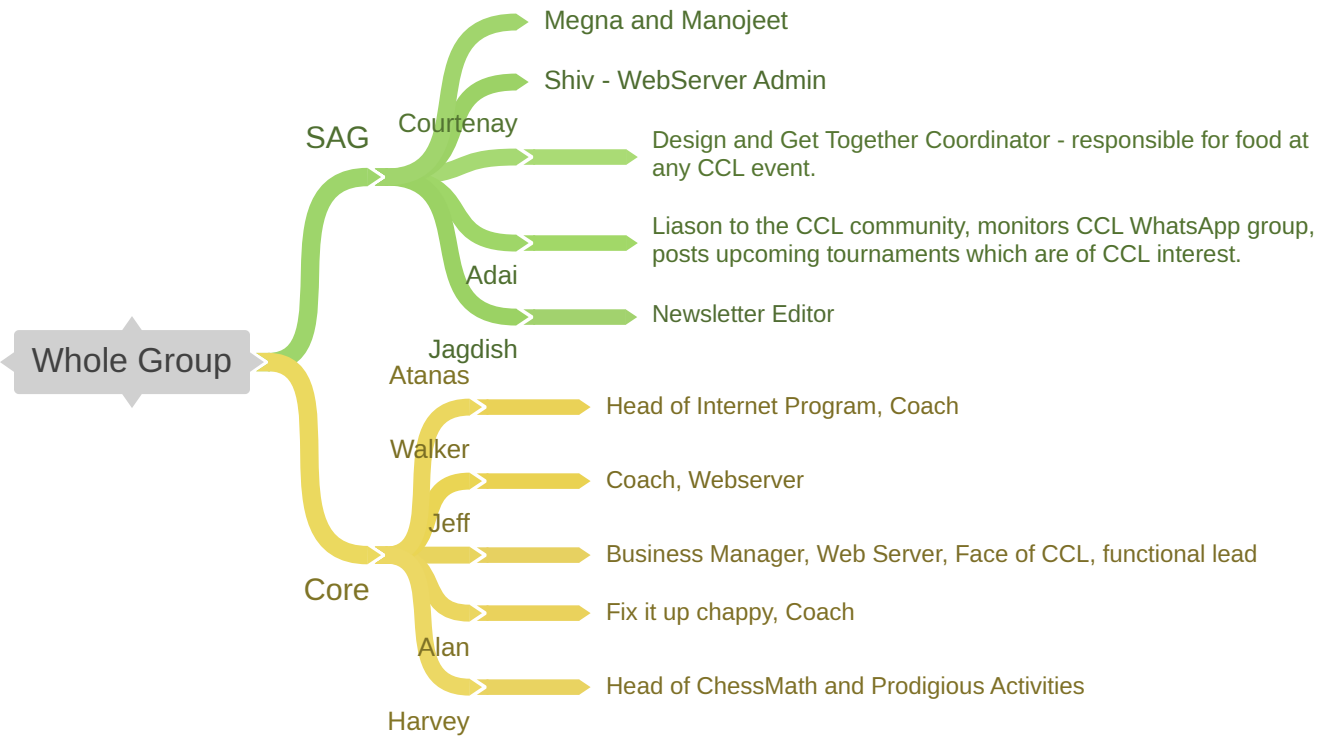 Megna and Manojeet
Shiv - WebServer Admin
Courtenay
SAG
Design and Get Together Coordinator - responsible for food at
any CCL event.
Liason to the CCL community, monitors CCL WhatsApp group,
posts upcoming tournaments which are of CCL interest.
Adai
Newsletter Editor
Jagdish
Whole Group
Atanas
Head of Internet Program, Coach
Walker
Coach, Webserver
Jeff
Business Manager, Web Server, Face of CCL, functional lead
Core
Fix it up chappy, Coach
Alan
Head of ChessMath and Prodigious Activities
Harvey